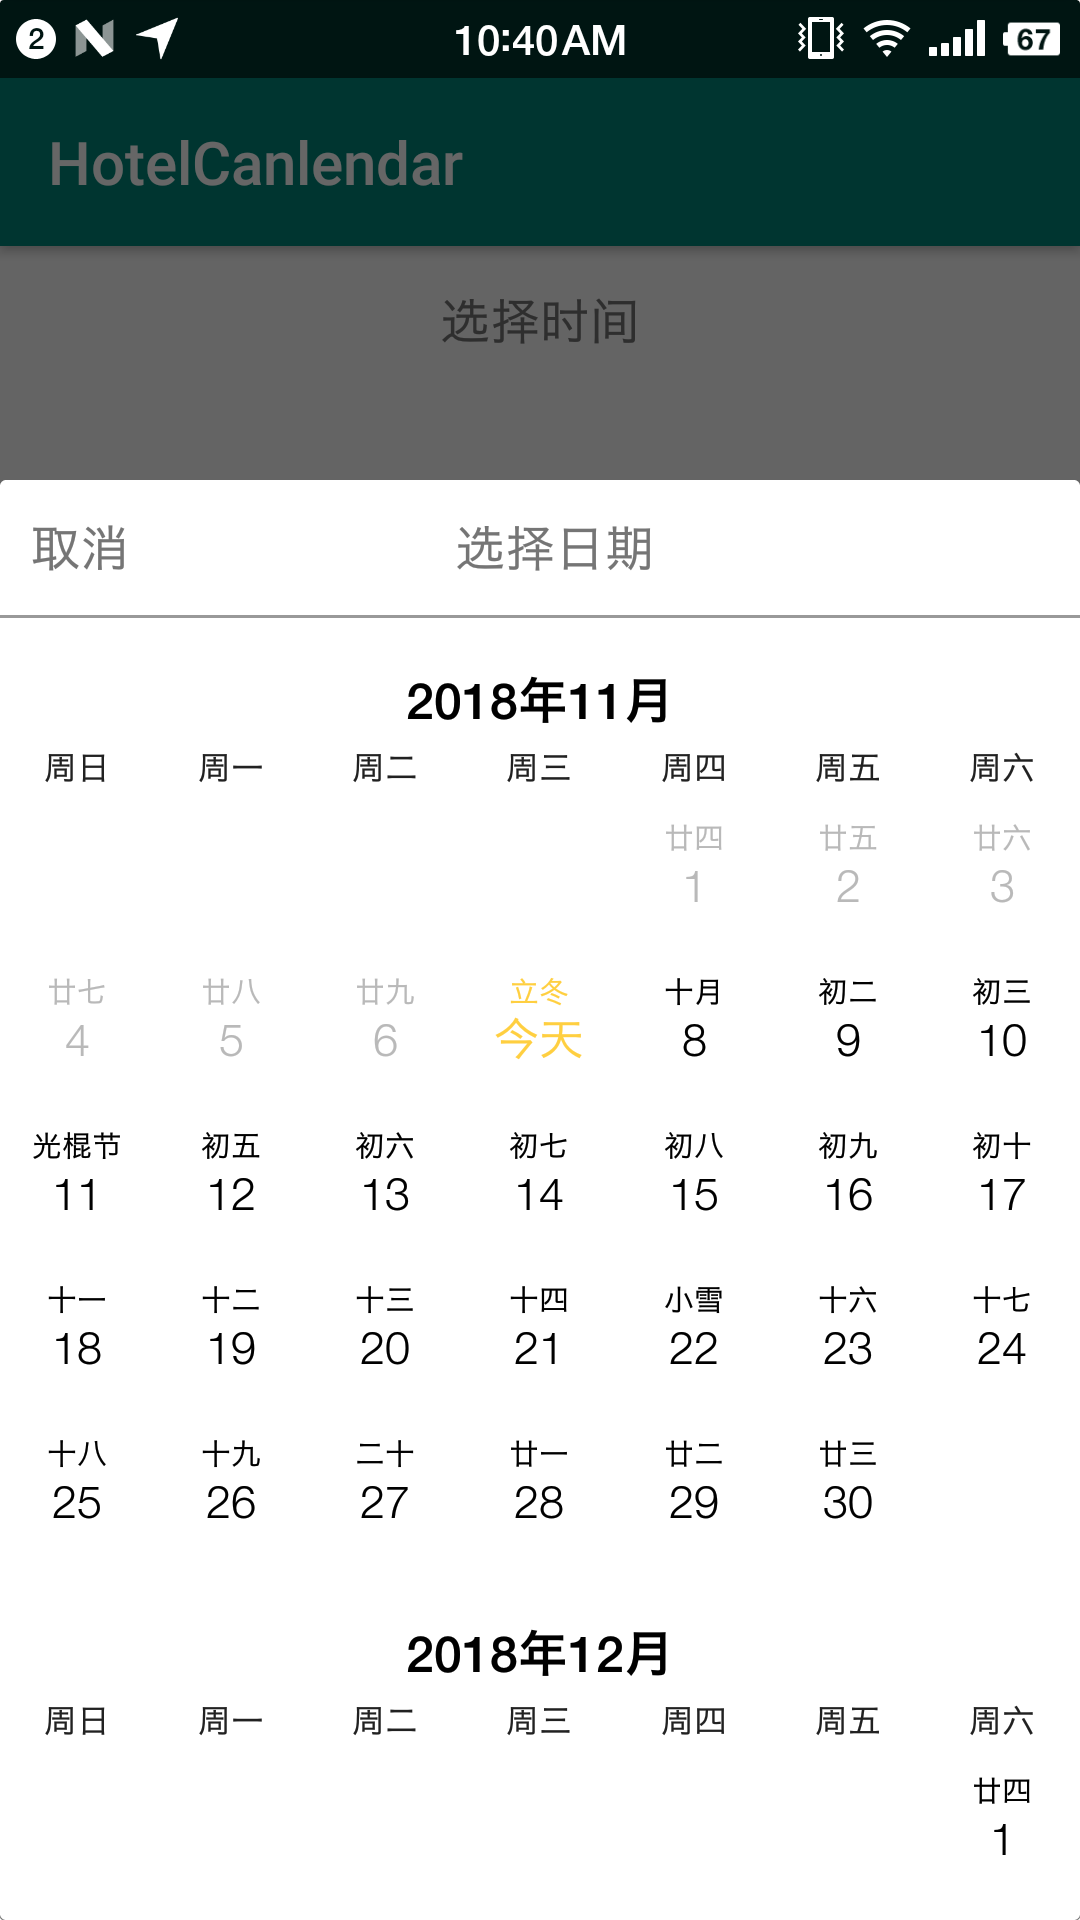 2 10:40AM 67
HotelCanlendar
选择时间
取消 选择日期
2018年11月
周日 周一 周二 周三 周四 周五 周六
廿四 廿五 廿六
1 2 3
廿七 廿八 廿九 立冬 十月 初二 初三
4 5 6 今天 8 9 10
光棍节 初五 初六 初七 初八 初九 初十
11 12 13 14 15 16 17
十一 十二 十三 十四 小雪 十六 十七
18 19 20 21 22 23 24
十八 十九 二十 廿一 廿二 廿三
25 26 27 28 29 30
2018年12月
周日 周一 周二 周三 周四 周五 周六
廿四
1